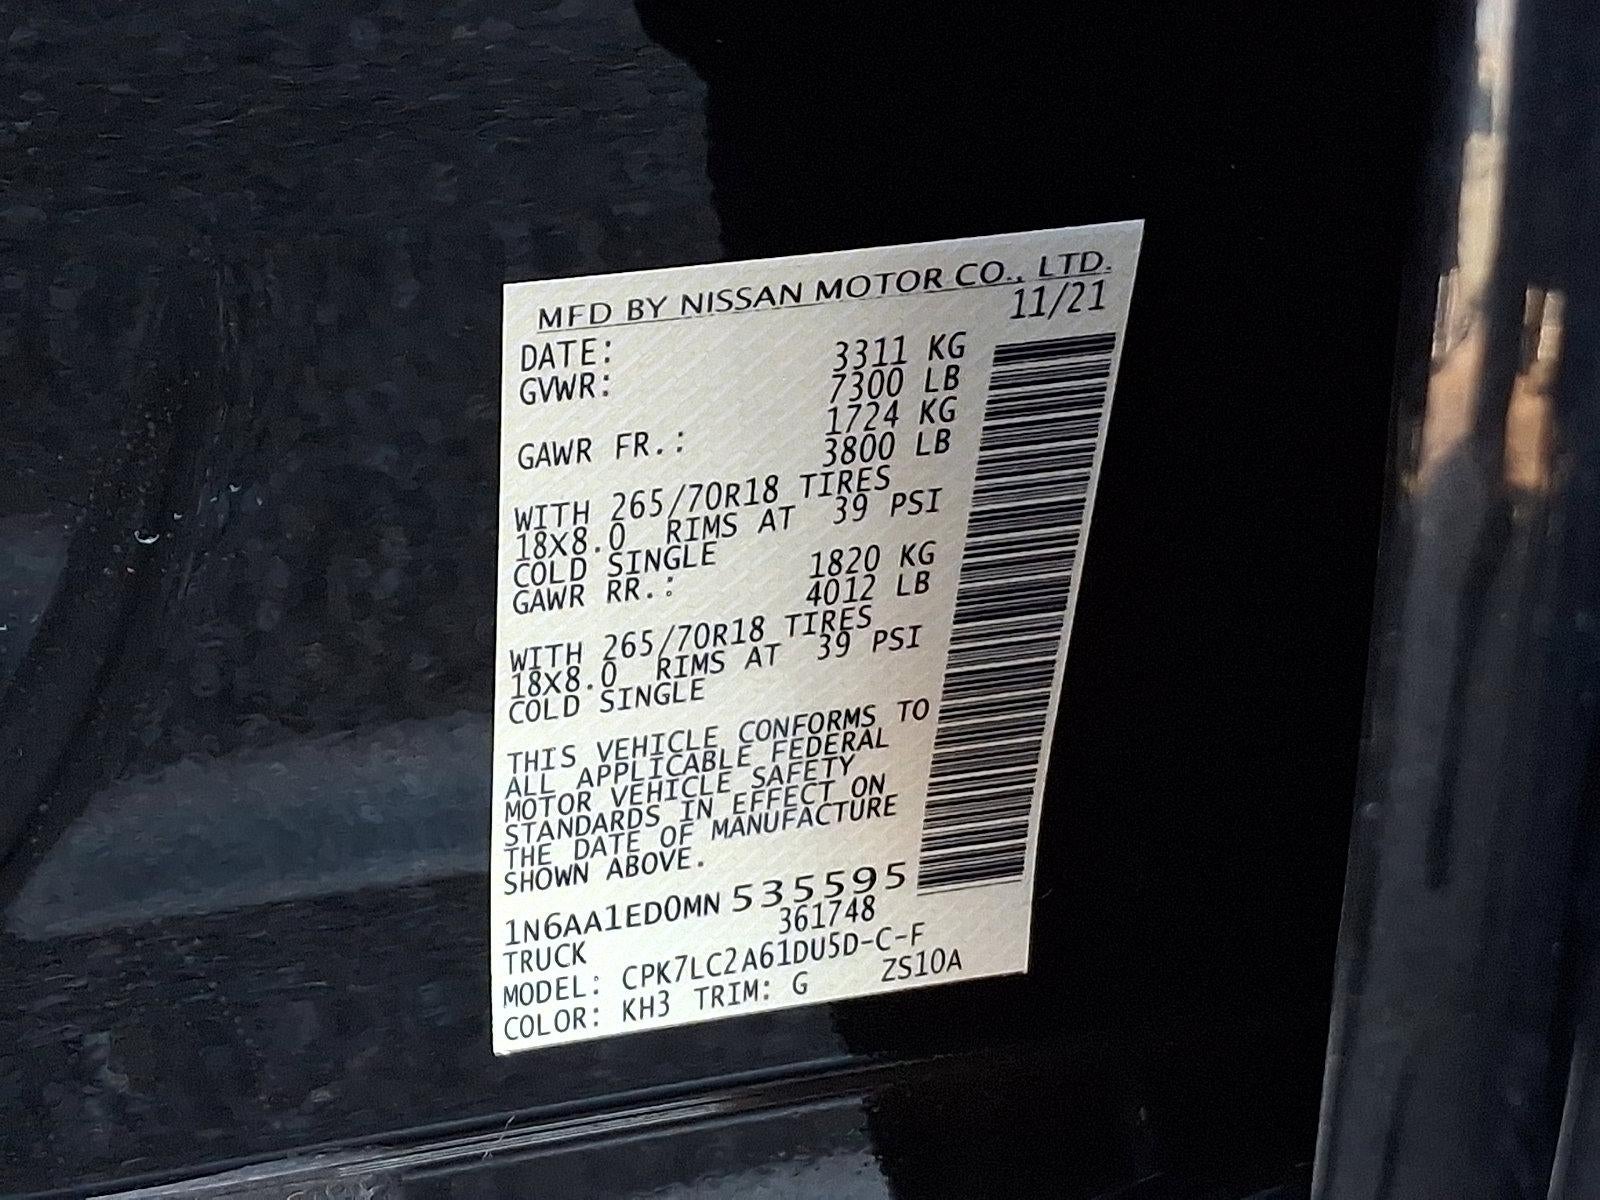 MFD BY NISSAN MOTOR CO., LTD.
DATE: 11/21
GVWR: 3311 KG
7300 LB
GAWR FR.: 1724 KG
3800 LB
WITH 265/70R18 TIRES
18X8.0 RIMS AT 39 PSI
COLD SINGLE
GAWR RR.: 1820 KG
4012 LB
WITH 265/70R18 TIRES
18X8.0 RIMS AT 39 PSI
COLD SINGLE
THIS VEHICLE CONFORMS TO
ALL APPLICABLE FEDERAL
MOTOR VEHICLE SAFETY
STANDARDS IN EFFECT ON
THE DATE OF MANUFACTURE
SHOWN ABOVE.
1N6AA1ED0MN 535595
TRUCK 361748
MODEL: CPK7LC2A61DU5D-C-F
COLOR: KH3 TRIM: G ZS10A